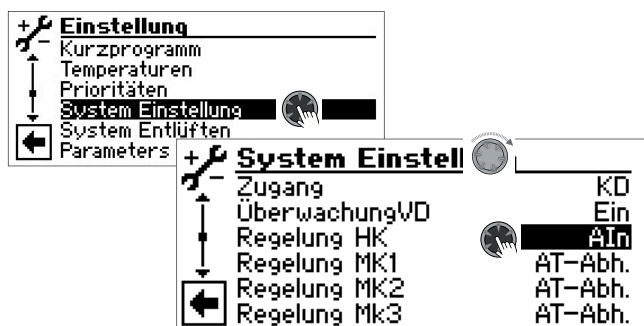 Einstellung
Kurzprogramm
Temperaturen
Prioritäten
System Einstellung
System Entlüften
Parameters
System Einstell
Zugang KD
ÜberwachungVD Ein
Regelung HK AIn
Regelung MK1 AT-Abh.
Regelung MK2 AT-Abh.
Regelung Mk3 AT-Abh.